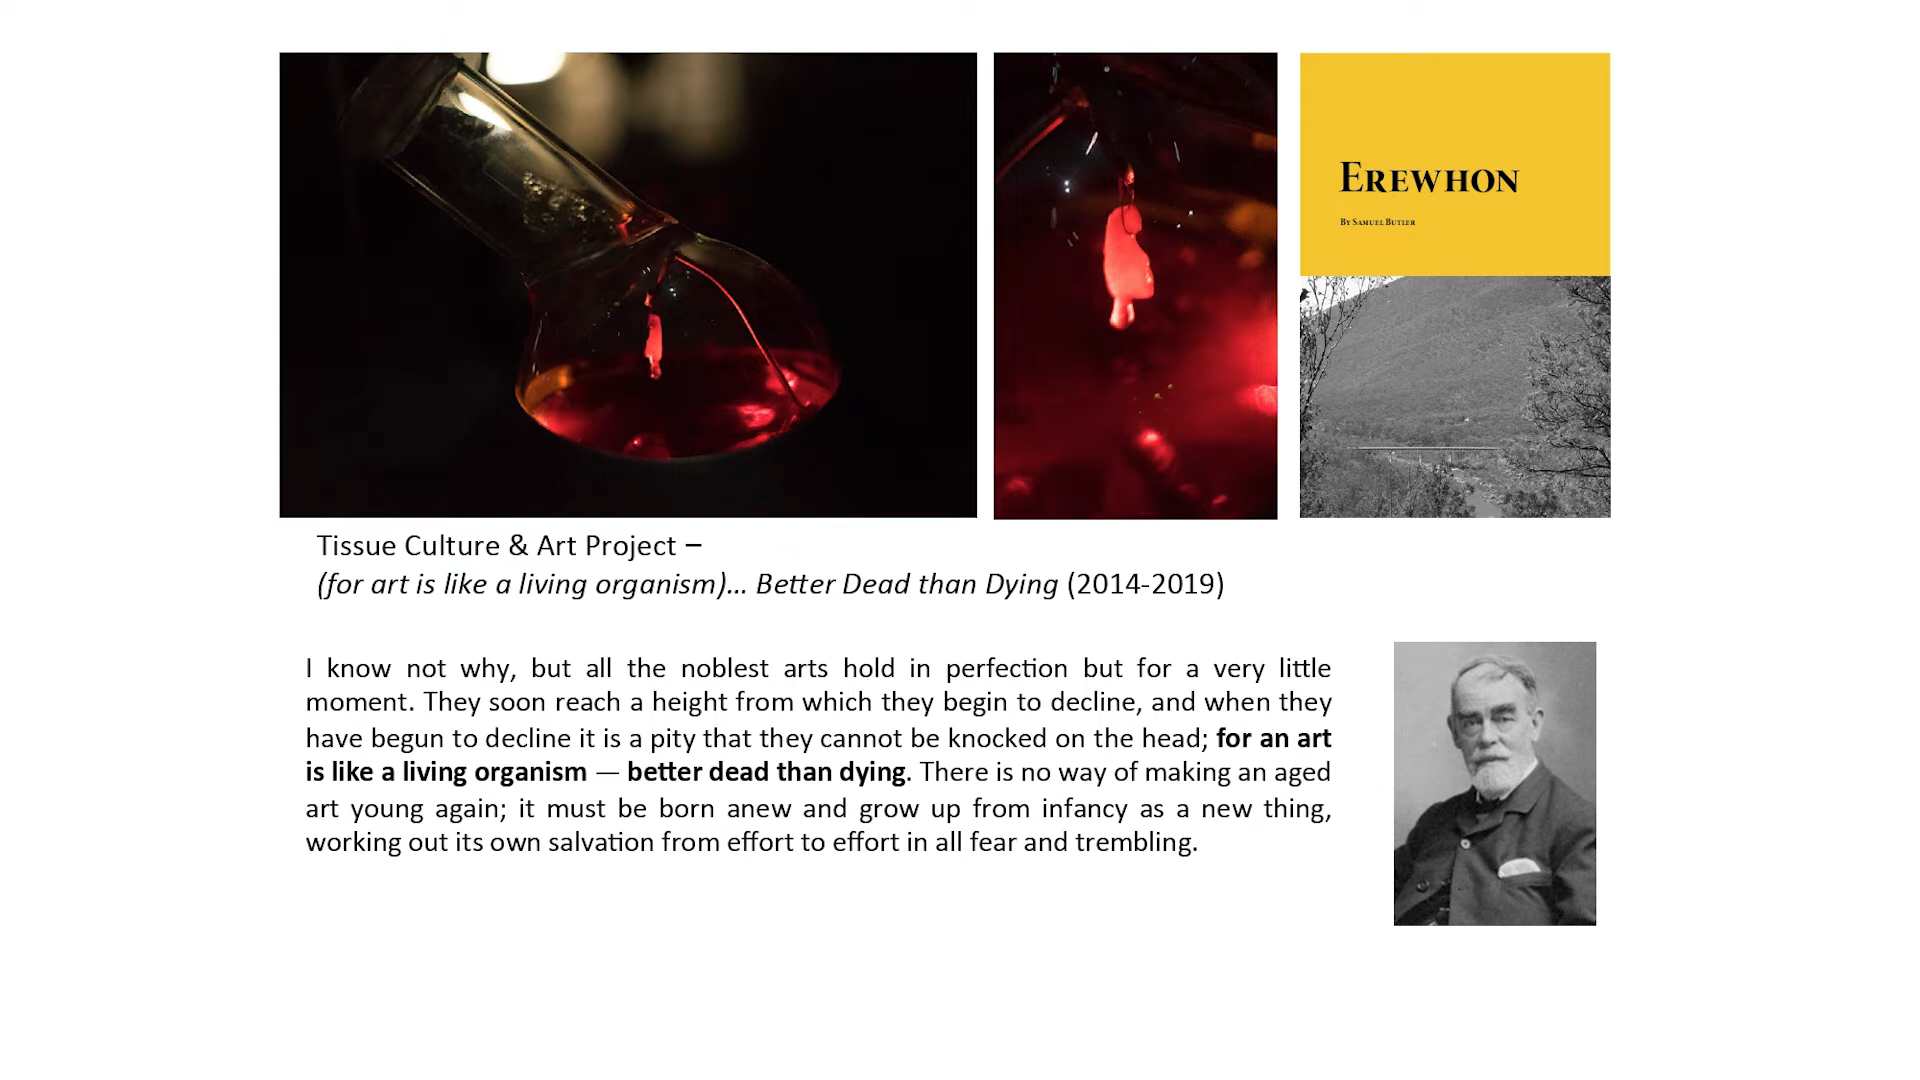 EREWHON
BY SAMUEL BUTLER
Tissue Culture & Art Project –
(for art is like a living organism)... Better Dead than Dying (2014-2019)
I know not why, but all the noblest arts hold in perfection but for a very little
moment. They soon reach a height from which they begin to decline, and when they
have begun to decline it is a pity that they cannot be knocked on the head; for an art
is like a living organism — better dead than dying. There is no way of making an aged
art young again; it must be born anew and grow up from infancy as a new thing,
working out its own salvation from effort to effort in all fear and trembling.